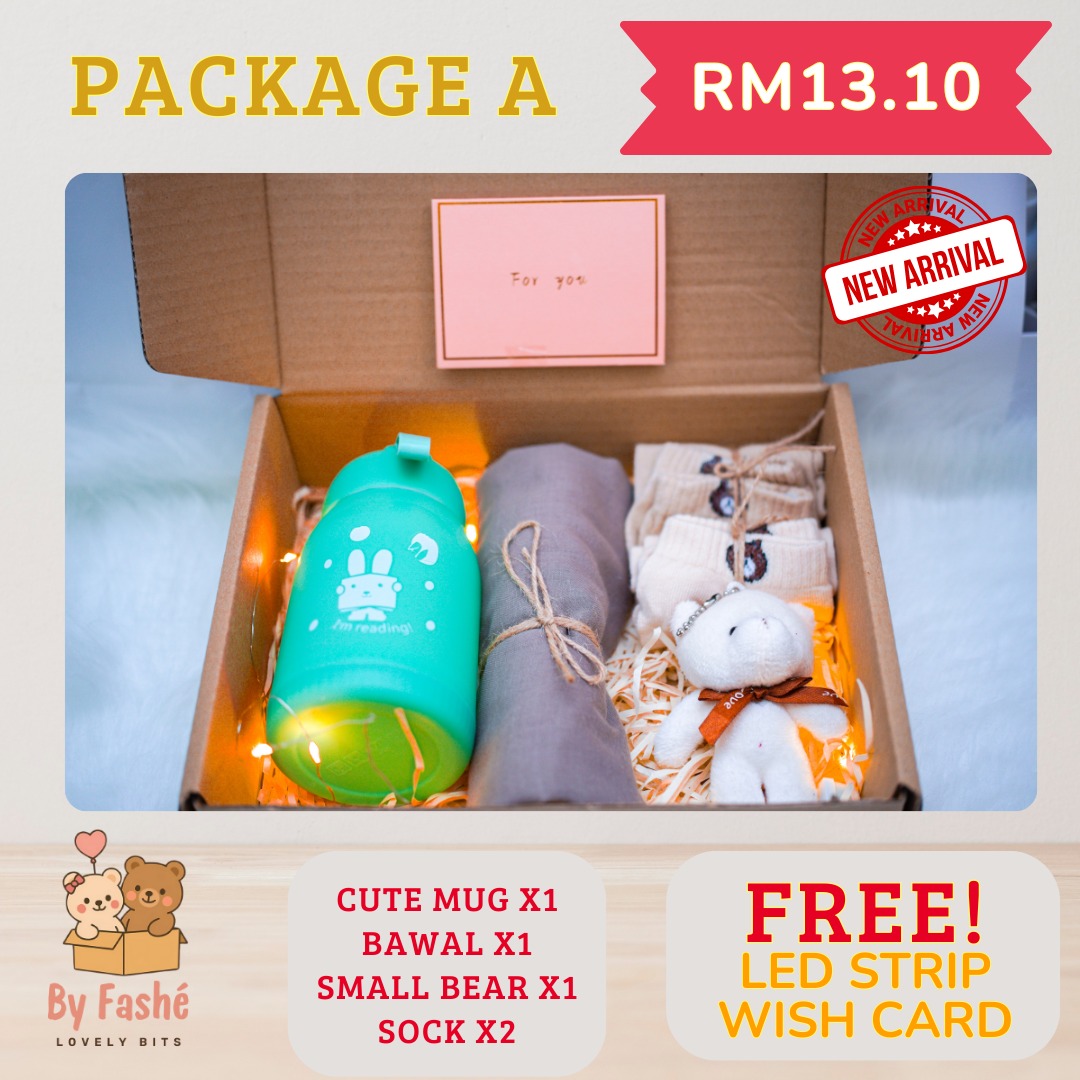 PACKAGE A
RM13.10
NEW ARRIVAL
NEW ARRIVAL
NEW ARRIVAL
For you
I'm reading!
Love
CUTE MUG X1
BAWAL X1
SMALL BEAR X1
SOCK X2
FREE!
LED STRIP
WISH CARD
By Fashé
LOVELY BITS